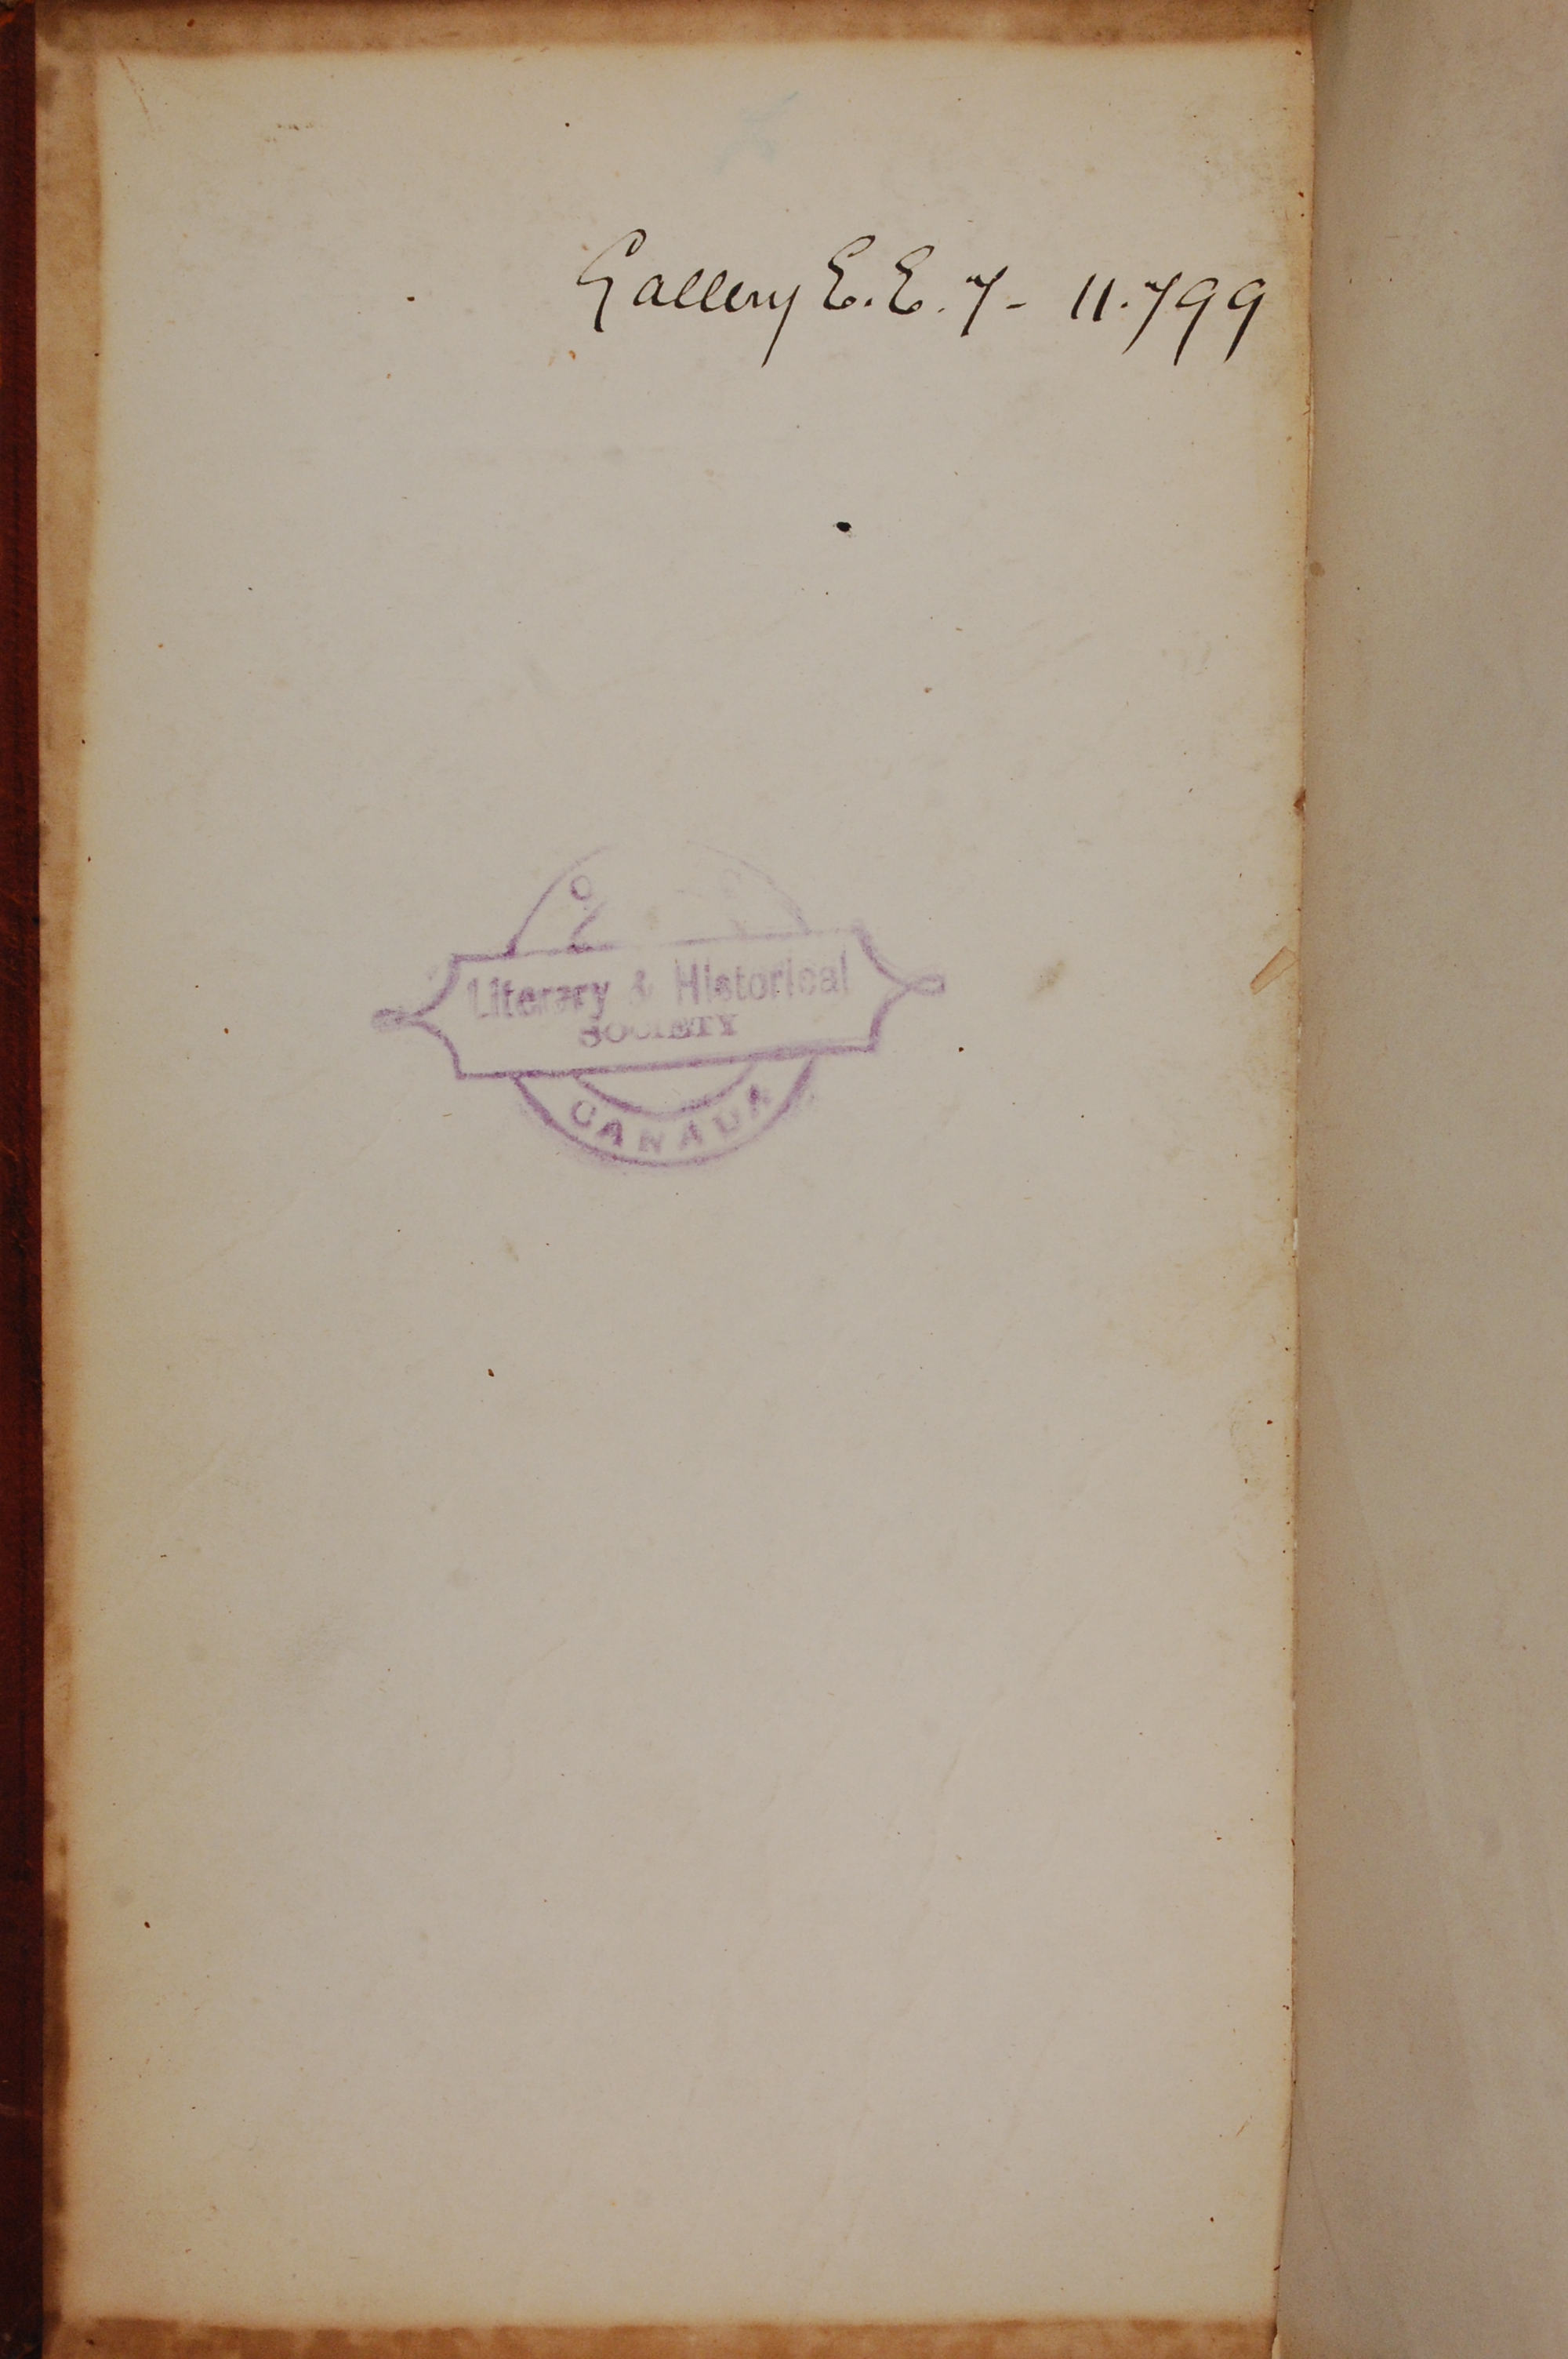 Gallery E.E. 7 - 11.799
Literary & Historical
SOCIETY
CANADA